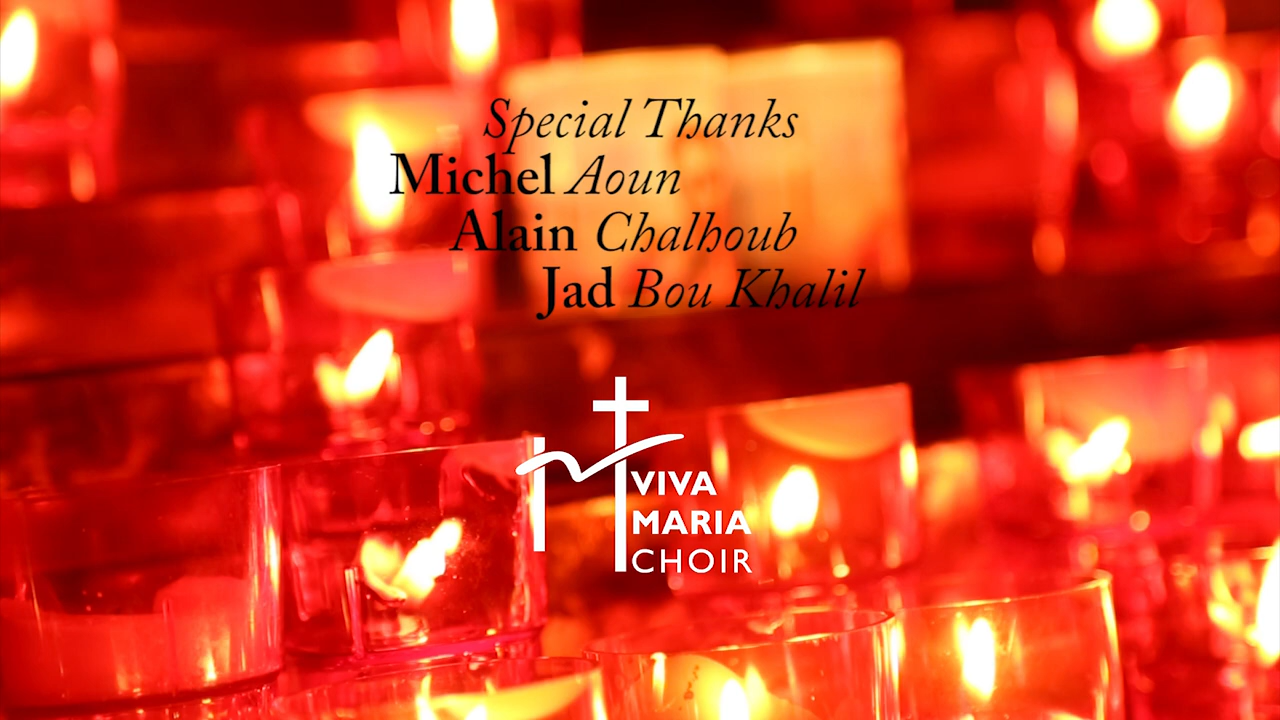 Special Thanks
Michel Aoun
Alain Chalhoub
Jad Bou Khalil
VIVA
MARIA
CHOIR